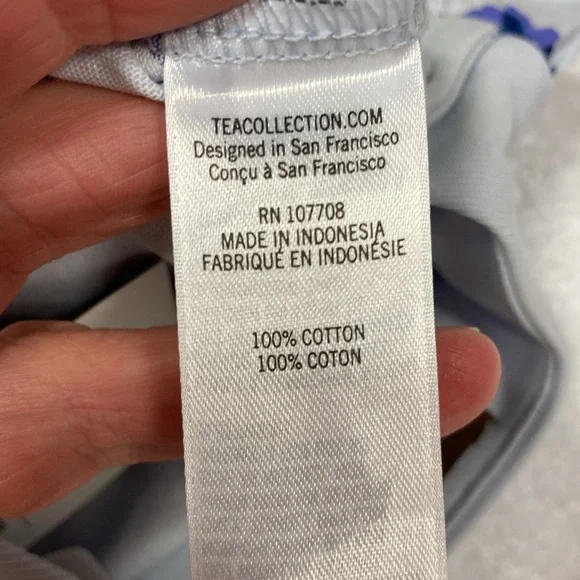 TEACOLLECTION.COM
Designed in San Francisco
Conçu à San Francisco
RN 107708
MADE IN INDONESIA
FABRIQUÉ EN INDONÉSIE
100% COTTON
100% COTON